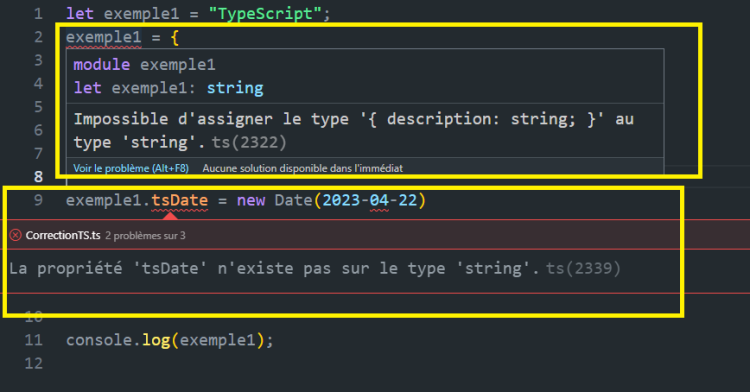 1 let exemple1 = "TypeScript";
2 exemple1 = {
3 module exemple1
4 let exemple1: string
5 Impossible d'assigner le type '{ description: string; }' au
6 type 'string'. ts(2322)
7 Voir le problème (Alt+F8) Aucune solution disponible dans l'immédiat
8
9 exemple1.tsDate = new Date(2023-04-22)
CorrectionTS.ts 2 problèmes sur 3
La propriété 'tsDate' n'existe pas sur le type 'string'. ts(2339)
10
11 console.log(exemple1);
12